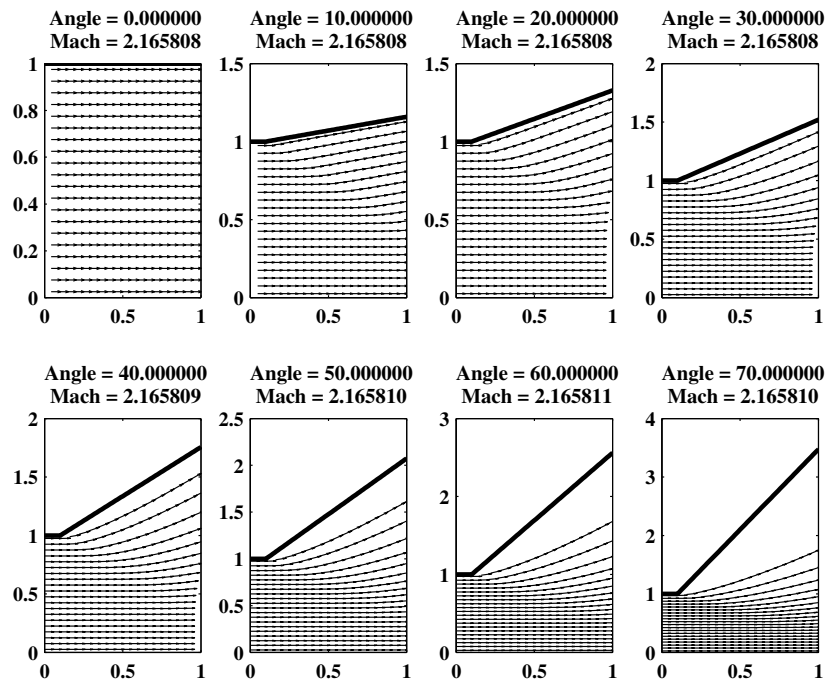 Angle = 0.000000 Angle = 10.000000 Angle = 20.000000 Angle = 30.000000
Mach = 2.165808 Mach = 2.165808 Mach = 2.165808 Mach = 2.165808
1 1.5 1.5 2
0.8 1.5
0.6 1 1 1
0.4 0.5 0.5
0.2 0.5
0 0 0 0
0 0.5 1 0 0.5 1 0 0.5 1 0 0.5 1
Angle = 40.000000 Angle = 50.000000 Angle = 60.000000 Angle = 70.000000
Mach = 2.165809 Mach = 2.165810 Mach = 2.165811 Mach = 2.165810
2 2.5 3 4
1.5 2 2 3
1 1.5 2
0.5 1 1 1
0.5
0 0 0 0
0 0.5 1 0 0.5 1 0 0.5 1 0 0.5 1